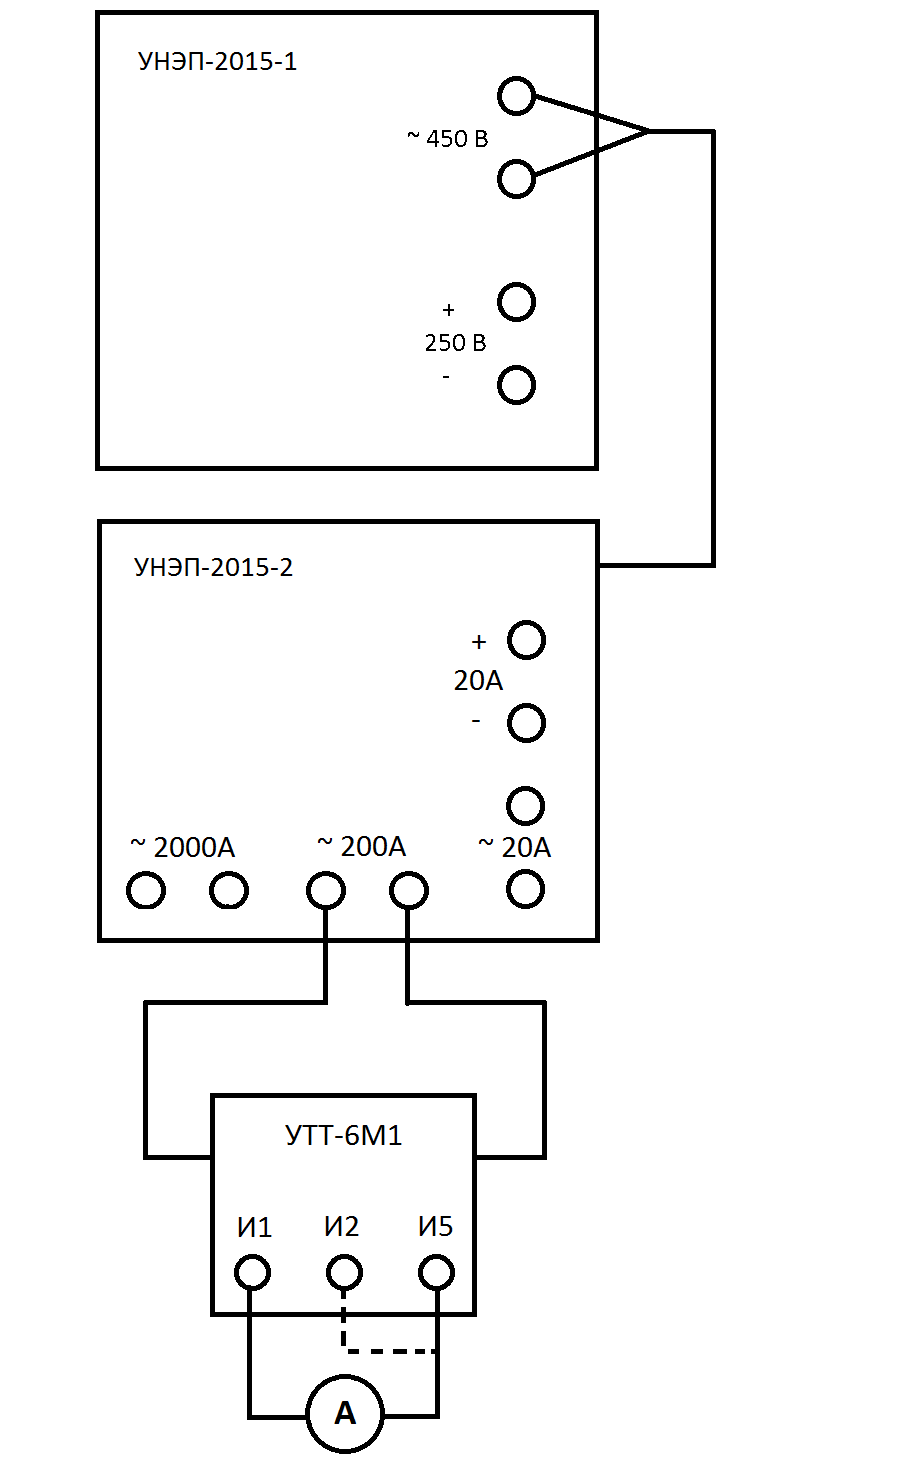 УНЭП-2015-1
~ 450 В
+
250 В
-
УНЭП-2015-2
+
20А
-
~ 2000А ~ 200А ~ 20А
УТТ-6М1
И1 И2 И5
А